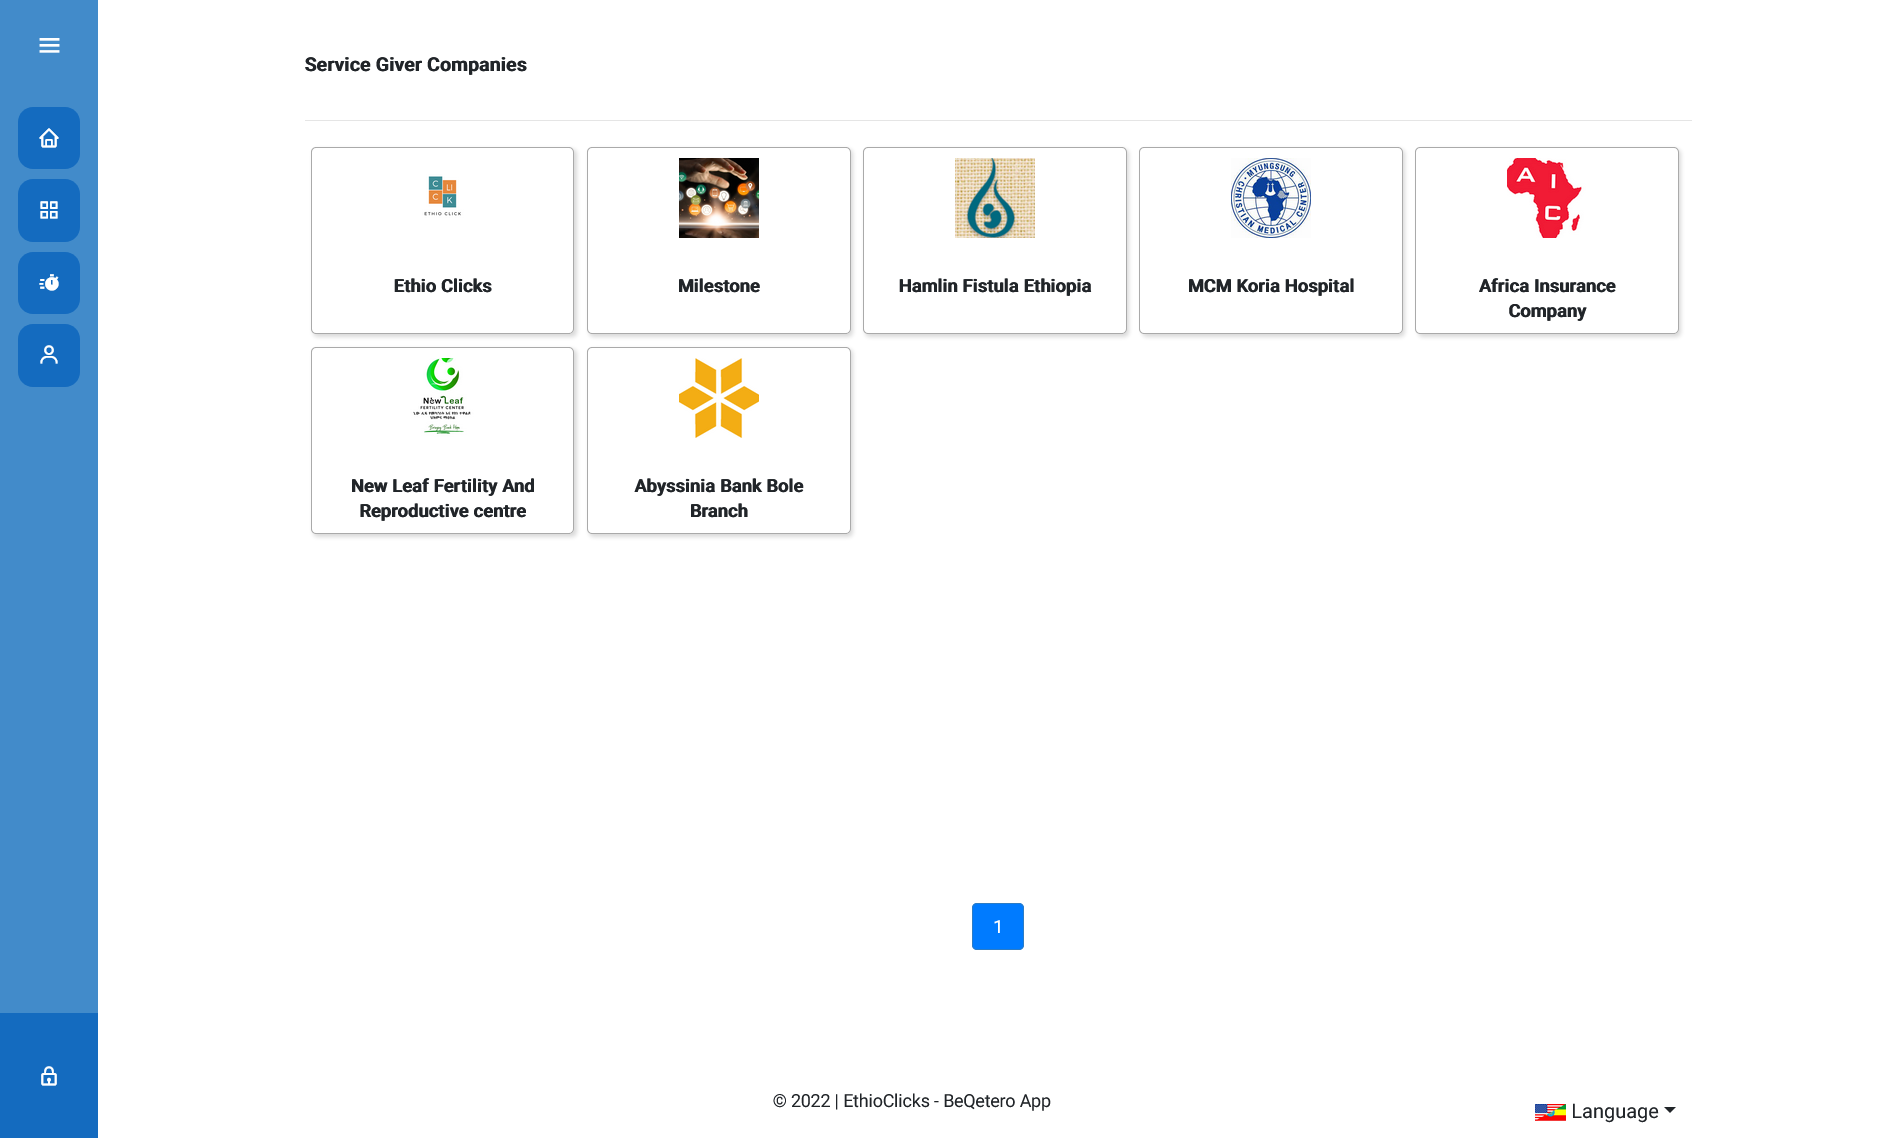 Service Giver Companies
C
LI
C
K
ETHIO CLICK
MYUNGSUNG CHRISTIAN MEDICAL CENTER
A
I
C
Ethio Clicks
Milestone
Hamlin Fistula Ethiopia
MCM Koria Hospital
Africa Insurance
Company
New Leaf
FERTILITY CENTER
New Leaf Fertility And
Reproductive centre
Abyssinia Bank Bole
Branch
1
© 2022 | EthioClicks - BeQetero App
Language